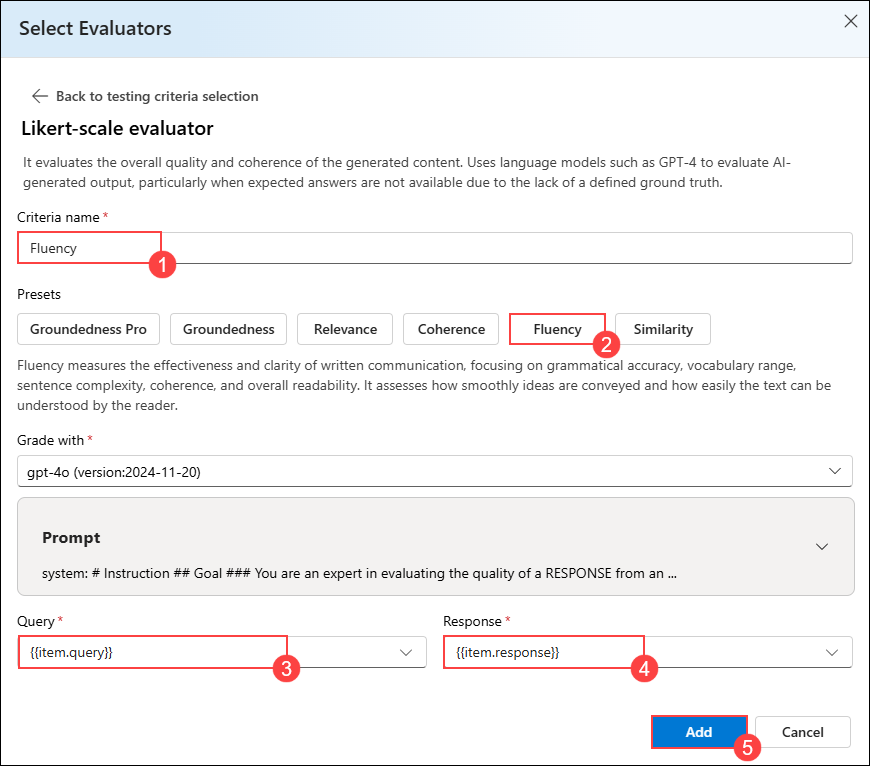 Select Evaluators
Back to testing criteria selection
Likert-scale evaluator
It evaluates the overall quality and coherence of the generated content. Uses language models such as GPT-4 to evaluate AI-
generated output, particularly when expected answers are not available due to the lack of a defined ground truth.
Criteria name *
Fluency
1
Presets
Groundedness Pro Groundedness Relevance Coherence Fluency Similarity
2
Fluency measures the effectiveness and clarity of written communication, focusing on grammatical accuracy, vocabulary range,
sentence complexity, coherence, and overall readability. It assesses how smoothly ideas are conveyed and how easily the text can be
understood by the reader.
Grade with *
gpt-4o (version:2024-11-20)
Prompt
system: # Instruction ## Goal ### You are an expert in evaluating the quality of a RESPONSE from an ...
Query * Response *
{{item.query}} {{item.response}}
3 4
Add Cancel
5